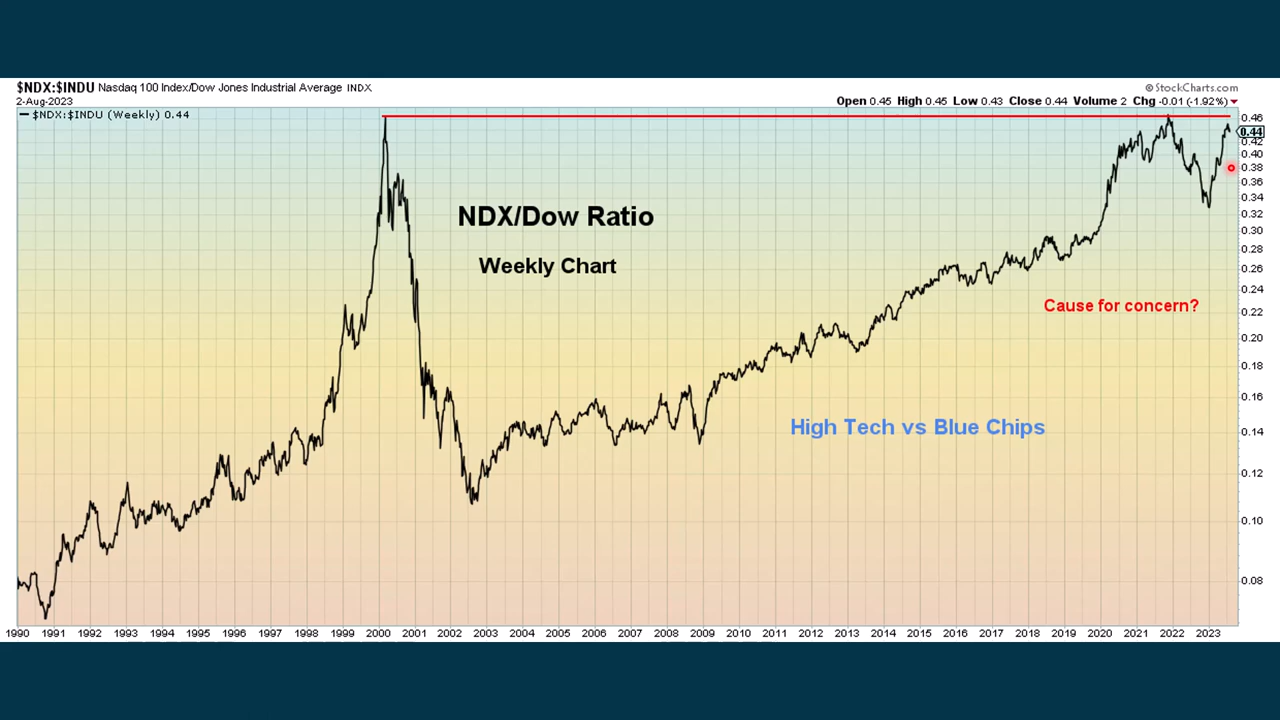 $NDX:$INDU Nasdaq 100 Index/Dow Jones Industrial Average INDX
© StockCharts.com
2-Aug-2023
Open 0.45 High 0.45 Low 0.43 Close 0.44 Volume 2 Chg -0.01 (-1.92%)
$NDX:$INDU (Weekly) 0.44
0.46
0.44
0.42
0.40
0.38
0.36
0.34
0.32
0.30
0.28
0.26
0.24
0.22
0.20
0.18
0.16
0.14
0.12
0.10
0.08
NDX/Dow Ratio
Weekly Chart
Cause for concern?
High Tech vs Blue Chips
1990 1991 1992 1993 1994 1995 1996 1997 1998 1999 2000 2001 2002 2003 2004 2005 2006 2007 2008 2009 2010 2011 2012 2013 2014 2015 2016 2017 2018 2019 2020 2021 2022 2023